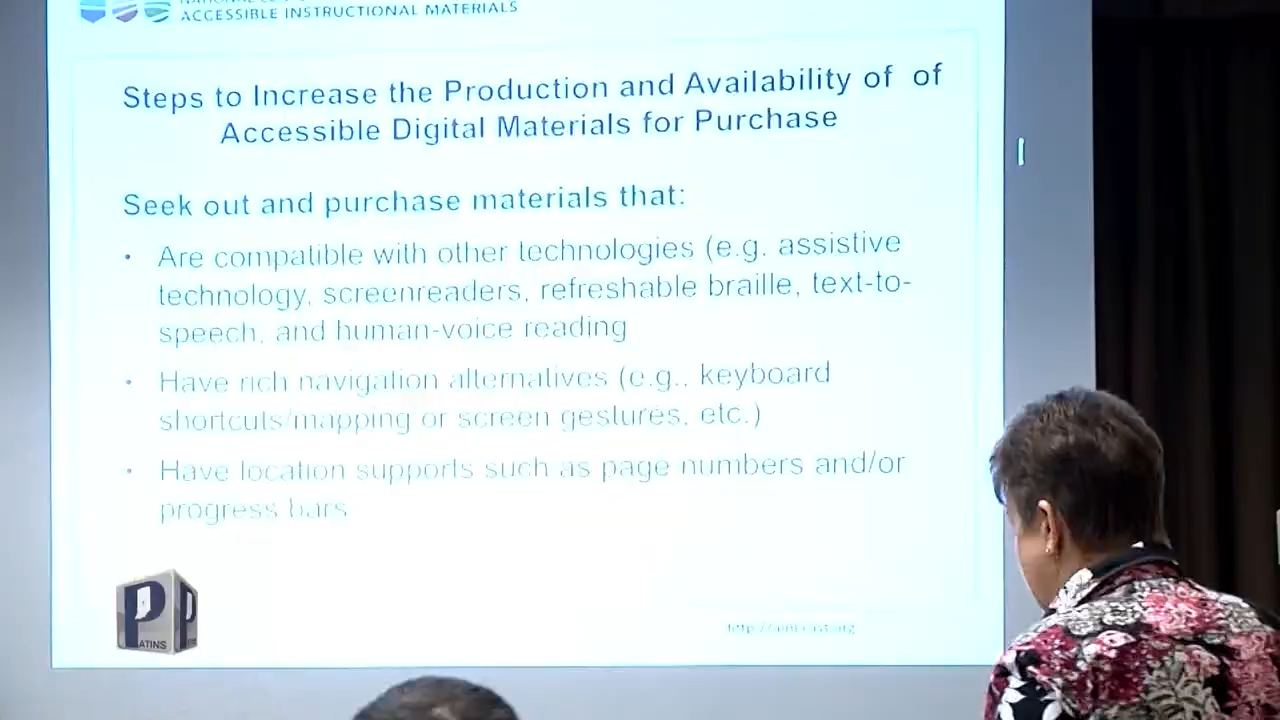 ACCESSIBLE INSTRUCTIONAL MATERIALS
Steps to Increase the Production and Availability of of
Accessible Digital Materials for Purchase
Seek out and purchase materials that:
• Are compatible with other technologies (e.g. assistive
technology, screenreaders, refreshable braille, text-to-
speech, and human-voice reading
• Have rich navigation alternatives (e.g., keyboard
shortcuts/mapping or screen gestures, etc.)
• Have location supports such as page numbers and/or
progress bars
PATINS